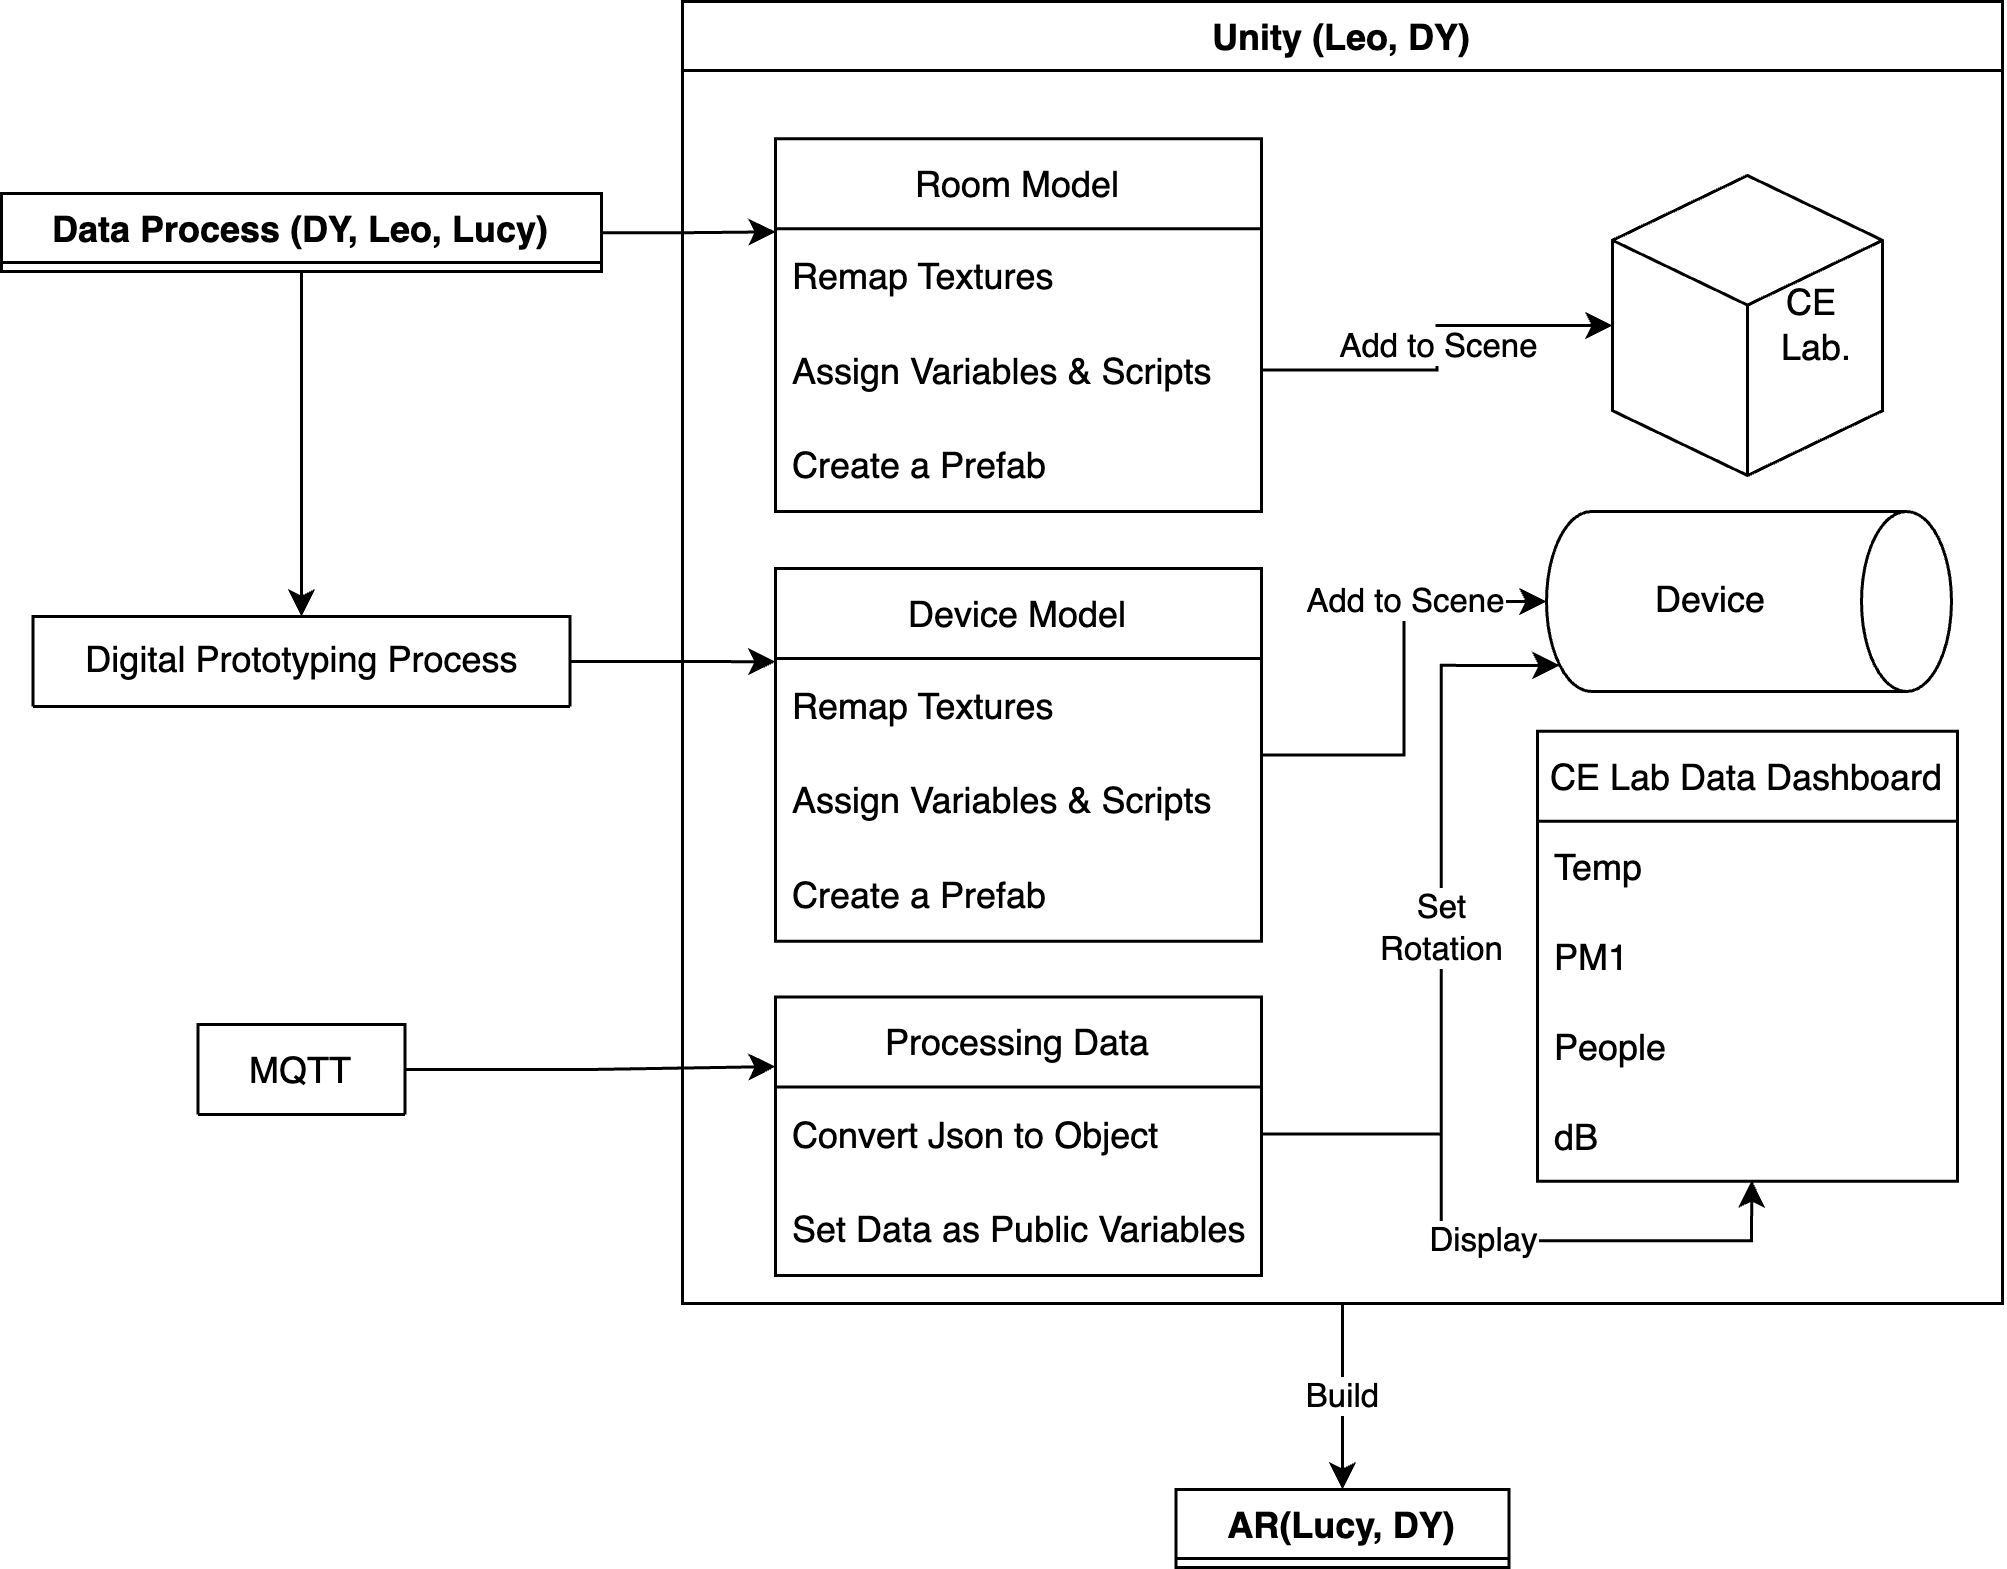 Unity (Leo, DY)
Data Process (DY, Leo, Lucy)
Room Model
Remap Textures
Assign Variables & Scripts
Create a Prefab
Add to Scene
CE
Lab.
Digital Prototyping Process
Device Model
Remap Textures
Assign Variables & Scripts
Create a Prefab
Add to Scene
Device
Set
Rotation
CE Lab Data Dashboard
Temp
PM1
People
dB
MQTT
Processing Data
Convert Json to Object
Set Data as Public Variables
Display
Build
AR(Lucy, DY)